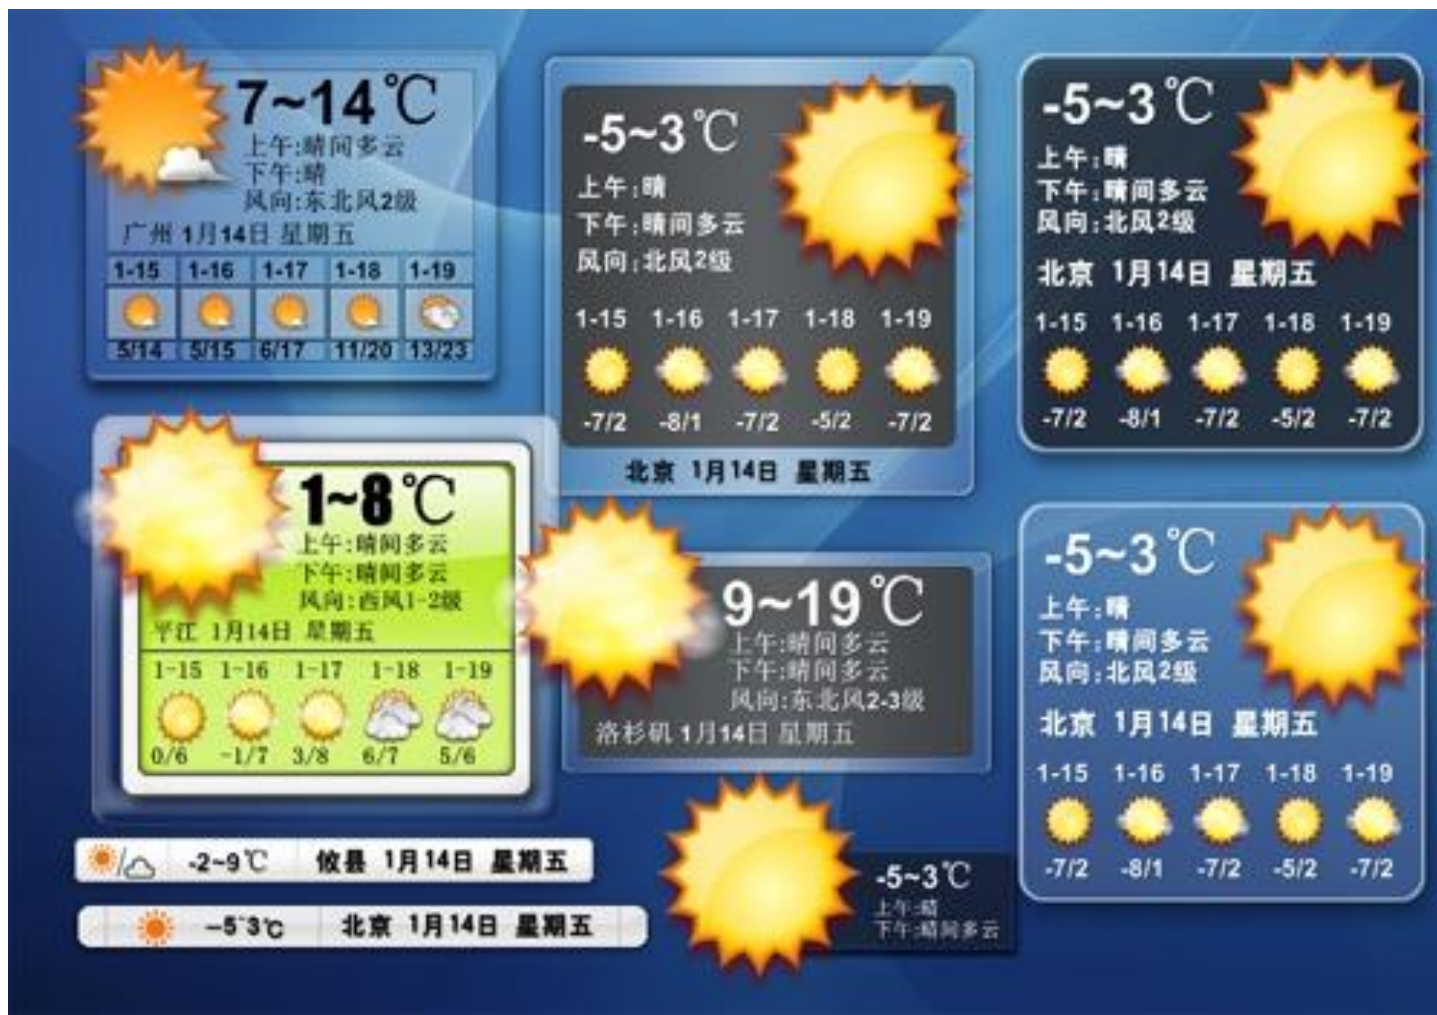 7~14℃
上午:晴间多云
下午:晴
风向:东北风2级
广州 1月14日 星期五
1-15 1-16 1-17 1-18 1-19
5/14 5/15 6/17 11/20 13/23
-5~3℃
上午:晴
下午:晴间多云
风向:北风2级
1-15 1-16 1-17 1-18 1-19
-7/2 -8/1 -7/2 -5/2 -7/2
北京 1月14日 星期五
-5~3℃
上午:晴
下午:晴间多云
风向:北风2级
北京 1月14日 星期五
1-15 1-16 1-17 1-18 1-19
-7/2 -8/1 -7/2 -5/2 -7/2
1~8℃
上午:晴间多云
下午:晴间多云
风向:西风1-2级
平江 1月14日 星期五
1-15 1-16 1-17 1-18 1-19
0/6 -1/7 3/8 6/7 5/6
9~19℃
上午:晴间多云
下午:晴间多云
风向:东北风2-3级
洛杉矶 1月14日 星期五
-5~3℃
上午:晴
下午:晴间多云
风向:北风2级
北京 1月14日 星期五
1-15 1-16 1-17 1-18 1-19
-7/2 -8/1 -7/2 -5/2 -7/2
-2~9℃ 攸县 1月14日 星期五
-5~3℃ 北京 1月14日 星期五
-5~3℃
上午:晴
下午:晴间多云